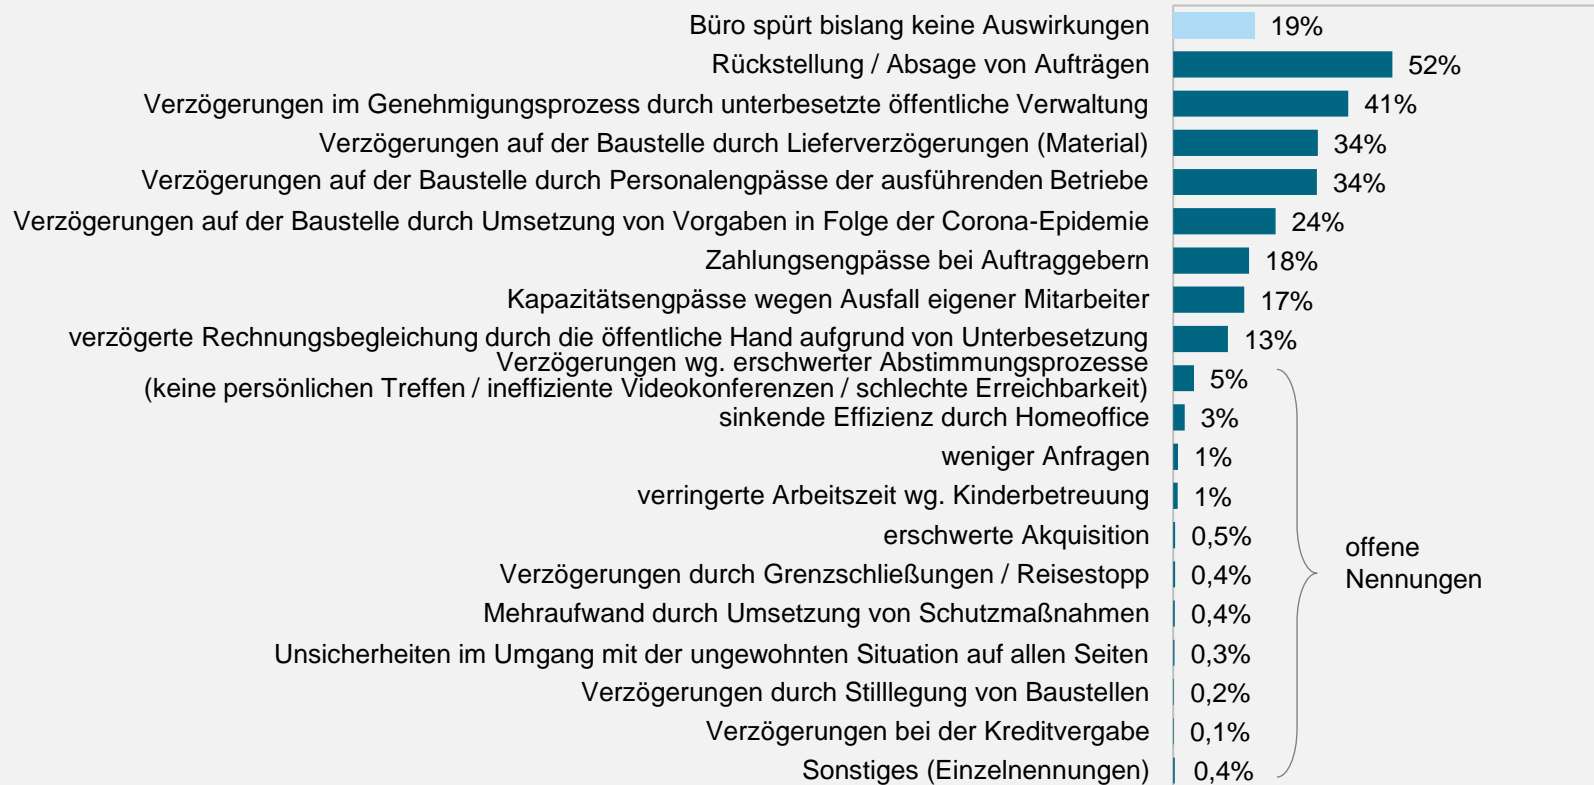 Büro spürt bislang keine Auswirkungen 19%
Rückstellung / Absage von Aufträgen 52%
Verzögerungen im Genehmigungsprozess durch unterbesetzte öffentliche Verwaltung 41%
Verzögerungen auf der Baustelle durch Lieferverzögerungen (Material) 34%
Verzögerungen auf der Baustelle durch Personalengpässe der ausführenden Betriebe 34%
Verzögerungen auf der Baustelle durch Umsetzung von Vorgaben in Folge der Corona-Epidemie 24%
Zahlungsengpässe bei Auftraggebern 18%
Kapazitätsengpässe wegen Ausfall eigener Mitarbeiter 17%
verzögerte Rechnungsbegleichung durch die öffentliche Hand aufgrund von Unterbesetzung 13%
Verzögerungen wg. erschwerter Abstimmungsprozesse
(keine persönlichen Treffen / ineffiziente Videokonferenzen / schlechte Erreichbarkeit) 5%
sinkende Effizienz durch Homeoffice 3%
weniger Anfragen 1%
verringerte Arbeitszeit wg. Kinderbetreuung 1%
erschwerte Akquisition 0,5%
Verzögerungen durch Grenzschließungen / Reisestopp 0,4%
Mehraufwand durch Umsetzung von Schutzmaßnahmen 0,4%
Unsicherheiten im Umgang mit der ungewohnten Situation auf allen Seiten 0,3%
Verzögerungen durch Stilllegung von Baustellen 0,2%
Verzögerungen bei der Kreditvergabe 0,1%
Sonstiges (Einzelnennungen) 0,4%
offene
Nennungen